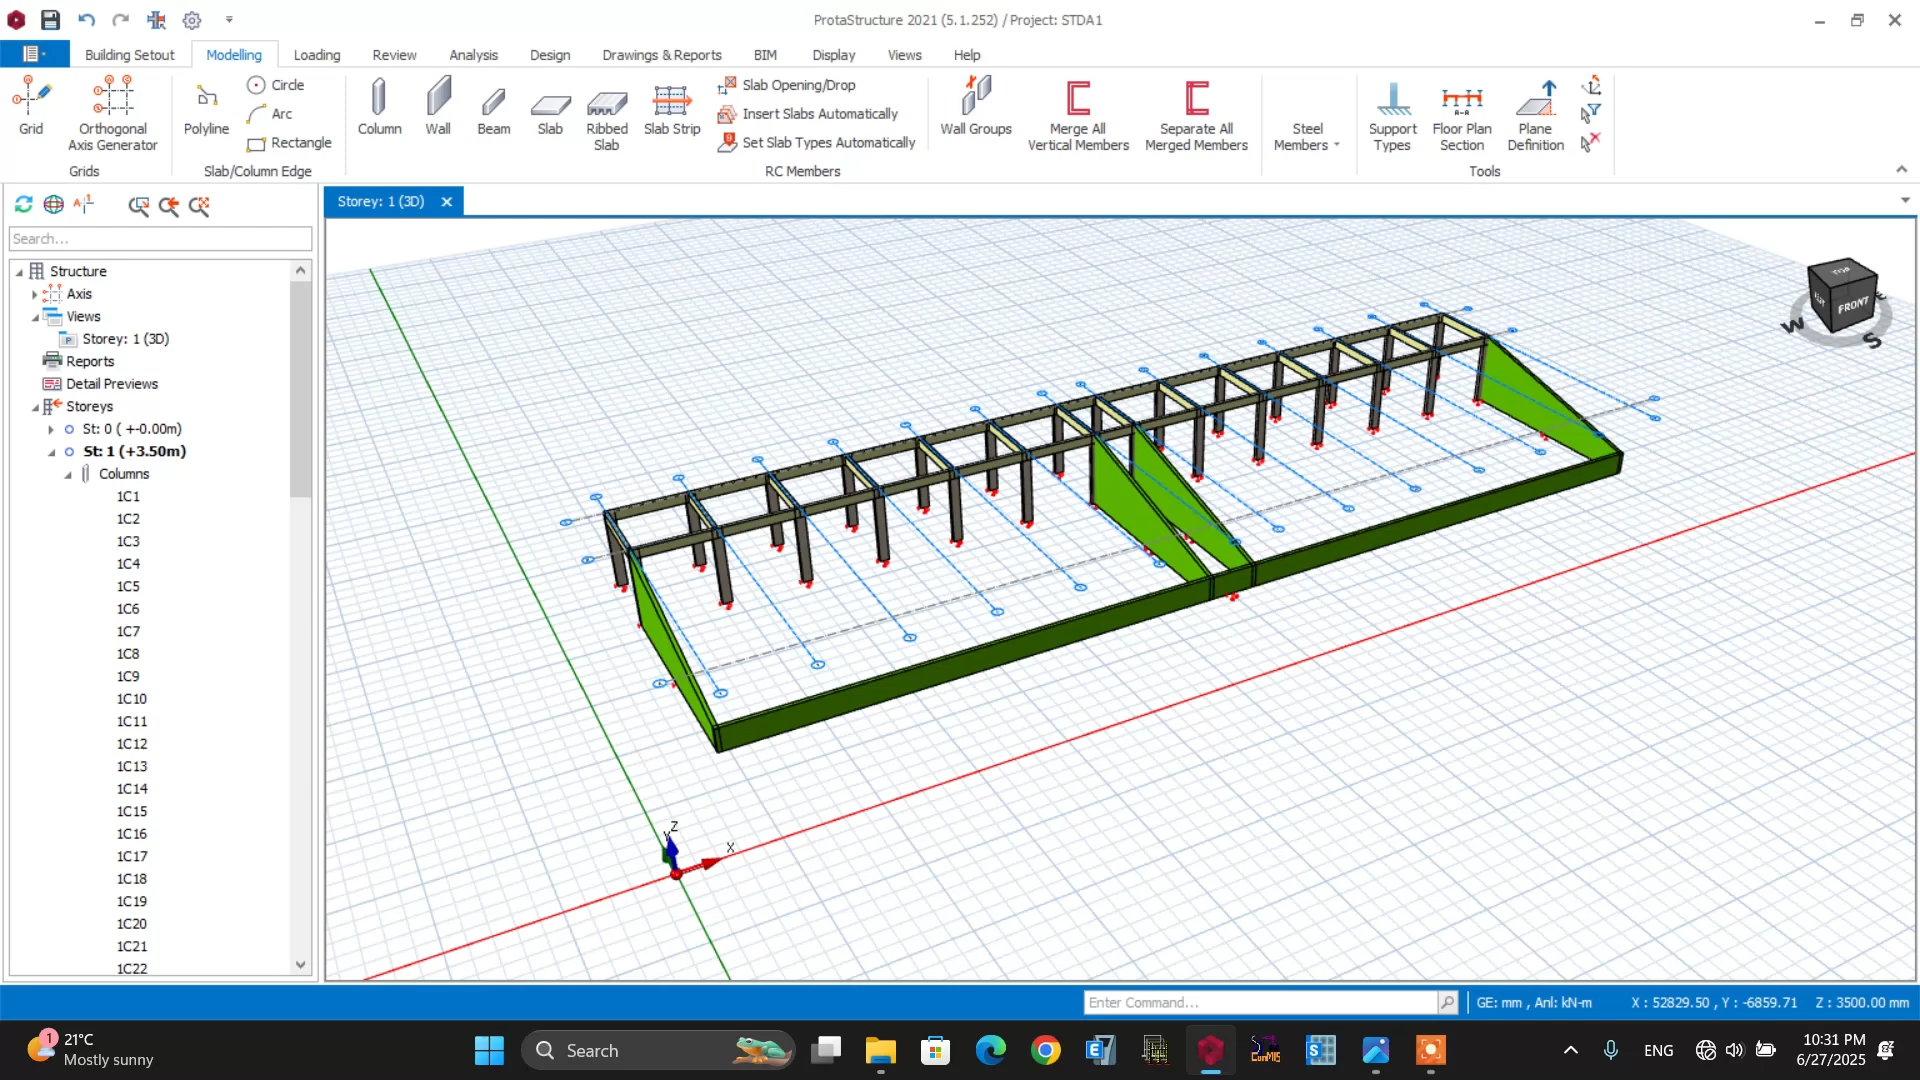 ProtaStructure 2021 (5.1.252) / Project: STDA1
Building Setout
Modelling
Loading
Review
Analysis
Design
Drawings & Reports
BIM
Display
Views
Help
Grid
Orthogonal
Axis Generator
Grids
Polyline
Circle
Arc
Rectangle
Slab/Column Edge
Column
Wall
Beam
Slab
Ribbed
Slab
Slab Strip
Slab Opening/Drop
Insert Slabs Automatically
Set Slab Types Automatically
RC Members
Wall Groups
Merge All
Vertical Members
Separate All
Merged Members
Steel
Members
Support
Types
Floor Plan
Section
Plane
Definition
Tools
Search...
Structure
Axis
Views
Storey: 1 (3D)
Reports
Detail Previews
Storeys
St: 0 ( +-0.00m)
St: 1 (+3.50m)
Columns
1C1
1C2
1C3
1C4
1C5
1C6
1C7
1C8
1C9
1C10
1C11
1C12
1C13
1C14
1C15
1C16
1C17
1C18
1C19
1C20
1C21
1C22
Storey: 1 (3D)
TOP
FRONT
W
S
Z
Y
X
Enter Command...
GE: mm , Anl: kN-m
X : 52829.50 , Y : -6859.71
Z : 3500.00 mm
1
21°C
Mostly sunny
Search
ENG
10:31 PM
6/27/2025